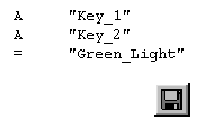 A "Key_1"
A "Key_2"
= "Green_Light"